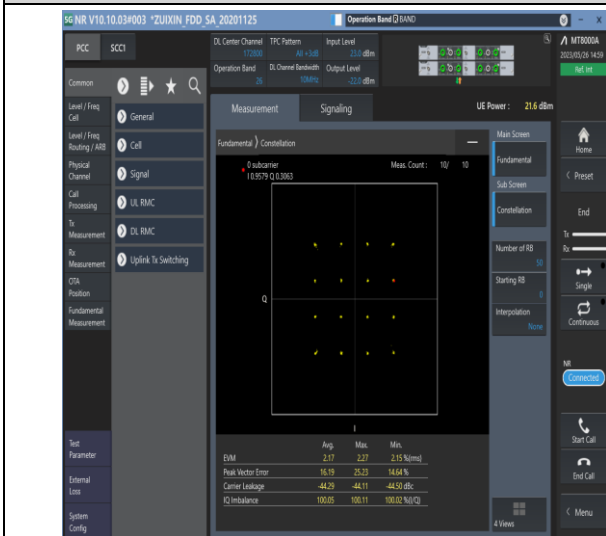 5G NR V10.10.03#003 *ZUIXIN_FDD_SA_20201125
Operation Band BAND
PCC
SCC1
DL Center Channel TPC Pattern Input Level
172800 All +3dB 25.0 dBm
Operation Band DL Channel Bandwidth Output Level
26 10MHz -22.0 dBm
MT8000A
2023/05/26 14:59
Ref. Int
Common
Level / Freq
Cell
Level / Freq
Routing / ARB
Physical
Channel
Call
Processing
Tx
Measurement
Rx
Measurement
OTA
Position
Fundamental
Measurement
Test
Parameter
External
Loss
System
Config
General
Cell
Signal
UL RMC
DL RMC
Uplink Tx Switching
Measurement
Signaling
UE Power : 21.6 dBm
Fundamental Constellation
0 subcarrier Meas. Count : 10/ 10
I 0.9579 Q 0.3063
Q
I
Avg. Max. Min.
EVM 2.17 2.27 2.15 %(rms)
Peak Vector Error 16.19 25.23 14.64 %
Carrier Leakage -44.29 -44.11 -44.50 dBc
IQ Imbalance 100.05 100.11 100.02 %(I/Q)
Main Screen
Fundamental
Sub Screen
Constellation
Number of RB
50
Starting RB
0
Interpolation
None
4 Views
Home
Preset
End
Tx
Rx
Single
Continuous
NR
Connected
Start Call
End Call
Menu